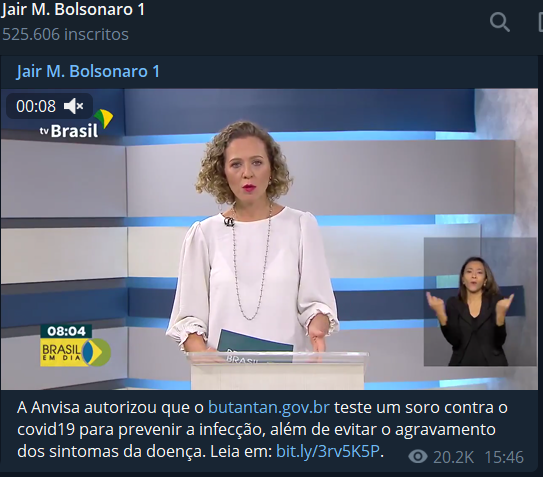 Jair M. Bolsonaro 1
525.606 inscritos
Jair M. Bolsonaro 1
00:08
tv Brasil
08:04
BRASIL
EM DIA
BRASIL
A Anvisa autorizou que o butantan.gov.br teste um soro contra o
covid19 para prevenir a infecção, além de evitar o agravamento
dos sintomas da doença. Leia em: bit.ly/3rv5K5P.
20.2K 15:46